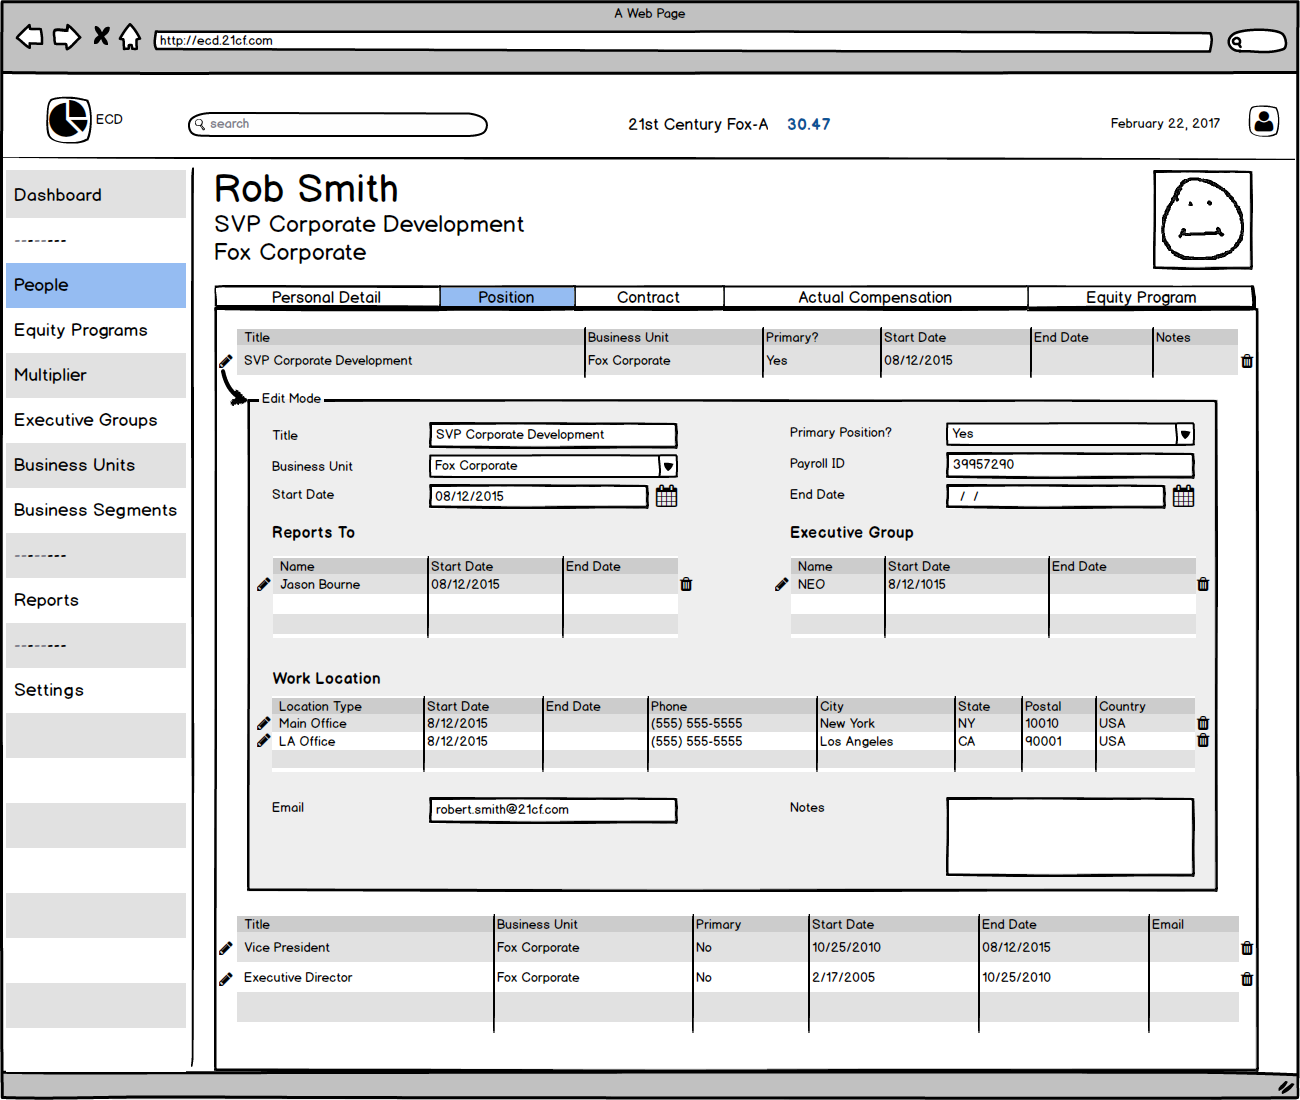 A Web Page
http://ecd.21cf.com
ECD
search
21st Century Fox-A 30.47
February 22, 2017
Dashboard
--------
People
Equity Programs
Multiplier
Executive Groups
Business Units
Business Segments
--------
Reports
--------
Settings
Rob Smith
SVP Corporate Development
Fox Corporate
Personal Detail Position Contract Actual Compensation Equity Program
Title Business Unit Primary? Start Date End Date Notes
SVP Corporate Development Fox Corporate Yes 08/12/2015
Edit Mode
Title SVP Corporate Development Primary Position? Yes
Business Unit Fox Corporate Payroll ID 39957290
Start Date 08/12/2015 End Date / /
Reports To Executive Group
Name Start Date End Date Name Start Date End Date
Jason Bourne 08/12/2015 NEO 8/12/1015
Work Location
Location Type Start Date End Date Phone City State Postal Country
Main Office 8/12/2015 (555) 555-5555 New York NY 10010 USA
LA Office 8/12/2015 (555) 555-5555 Los Angeles CA 90001 USA
Email robert.smith@21cf.com Notes
Title Business Unit Primary Start Date End Date Email
Vice President Fox Corporate No 10/25/2010 08/12/2015
Executive Director Fox Corporate No 2/17/2005 10/25/2010